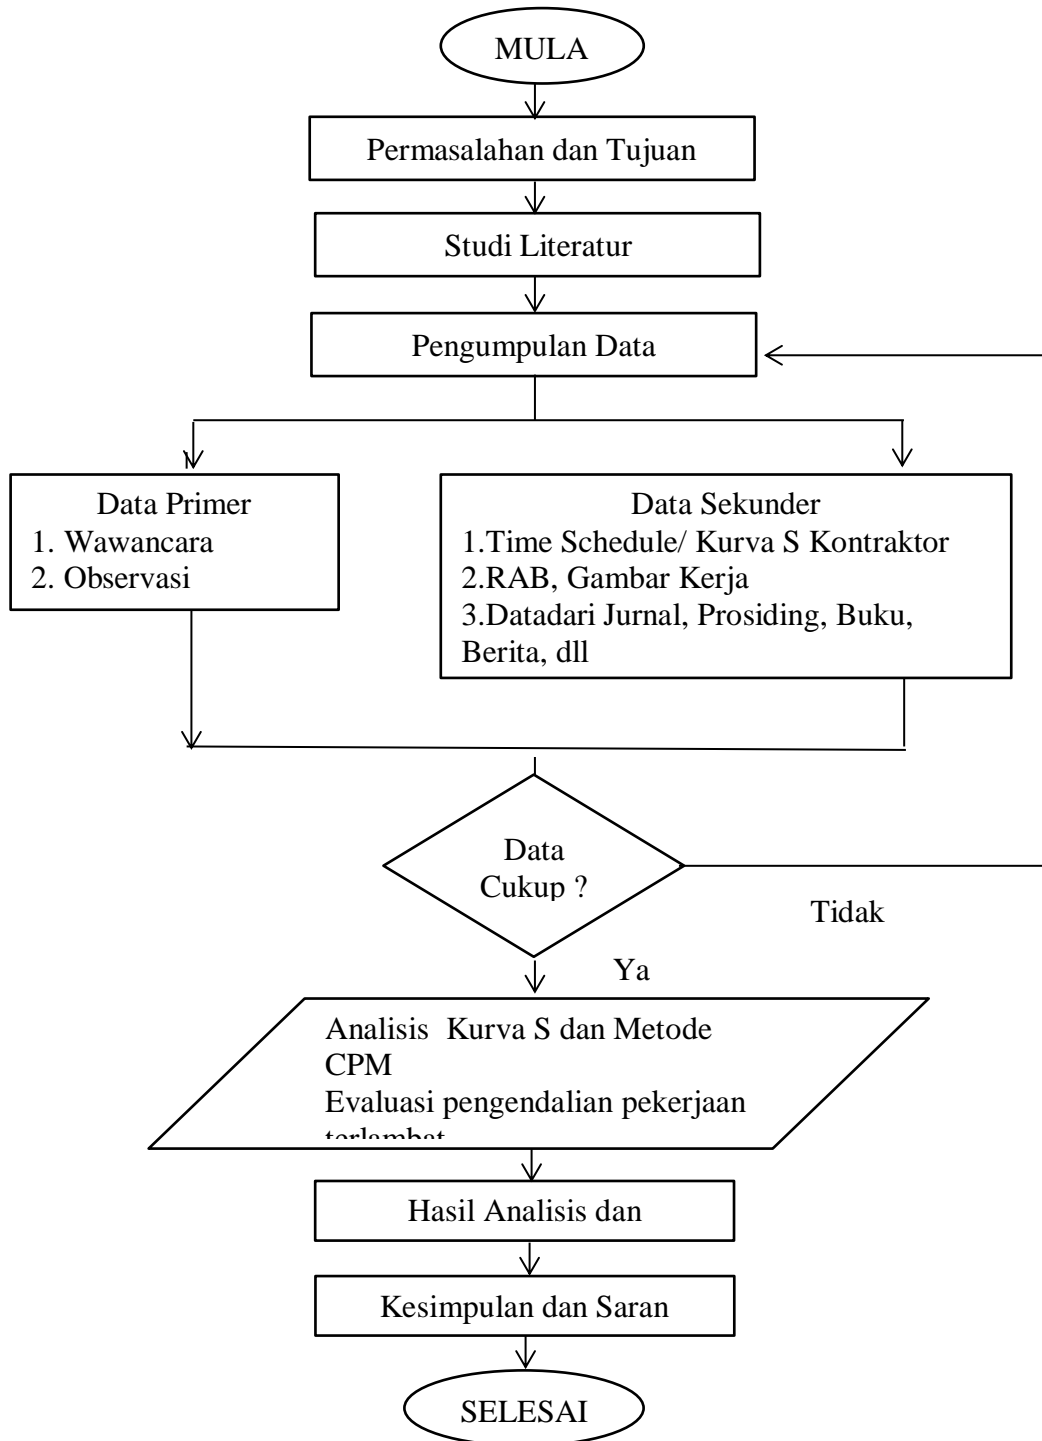 MULA
Permasalahan dan Tujuan
Studi Literatur
Pengumpulan Data
Data Primer
1. Wawancara
2. Observasi
Data Sekunder
1.Time Schedule/ Kurva S Kontraktor
2.RAB, Gambar Kerja
3.Datadari Jurnal, Prosiding, Buku,
Berita, dll
Data
Cukup ?
Tidak
Ya
Analisis Kurva S dan Metode
CPM
Evaluasi pengendalian pekerjaan
terlambat
Hasil Analisis dan
Kesimpulan dan Saran
SELESAI